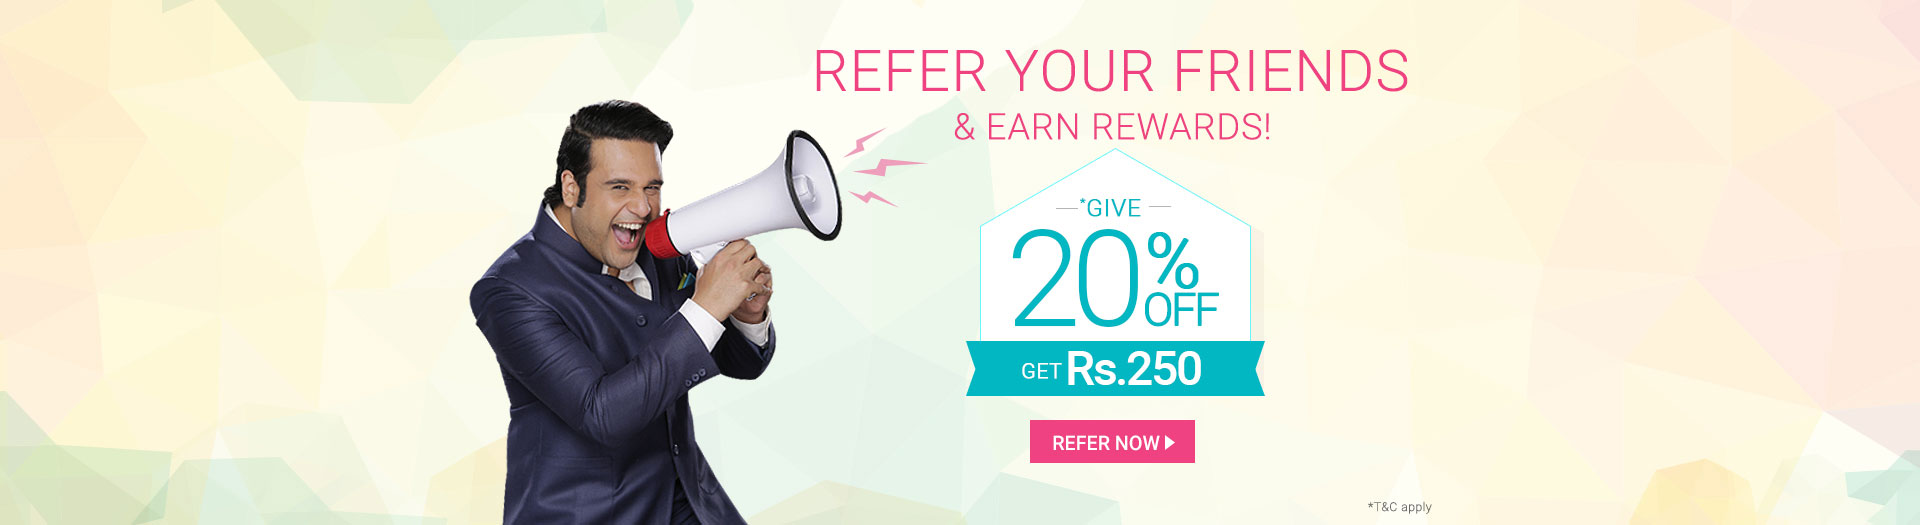 REFER YOUR FRIENDS
& EARN REWARDS!
*GIVE
20% OFF
GET Rs.250
REFER NOW
*T&C apply